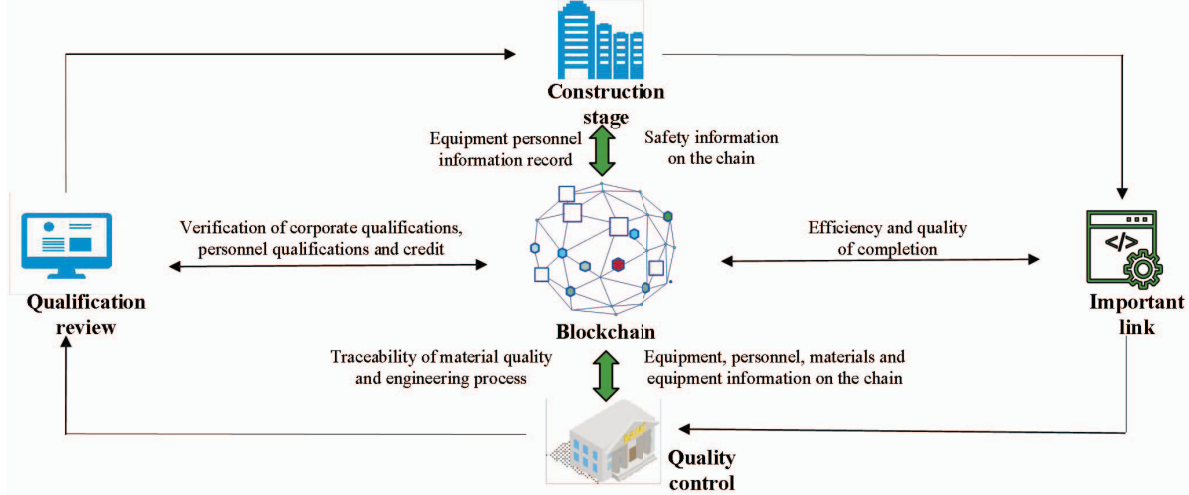 Construction
stage
Equipment personnel
information record
Safety information
on the chain
Verification of corporate qualifications,
personnel qualifications and credit
Efficiency and quality
of completion
</>
Qualification
review
Blockchain
Important
link
Traceability of material quality
and engineering process
Equipment, personnel, materials and
equipment information on the chain
Quality
control